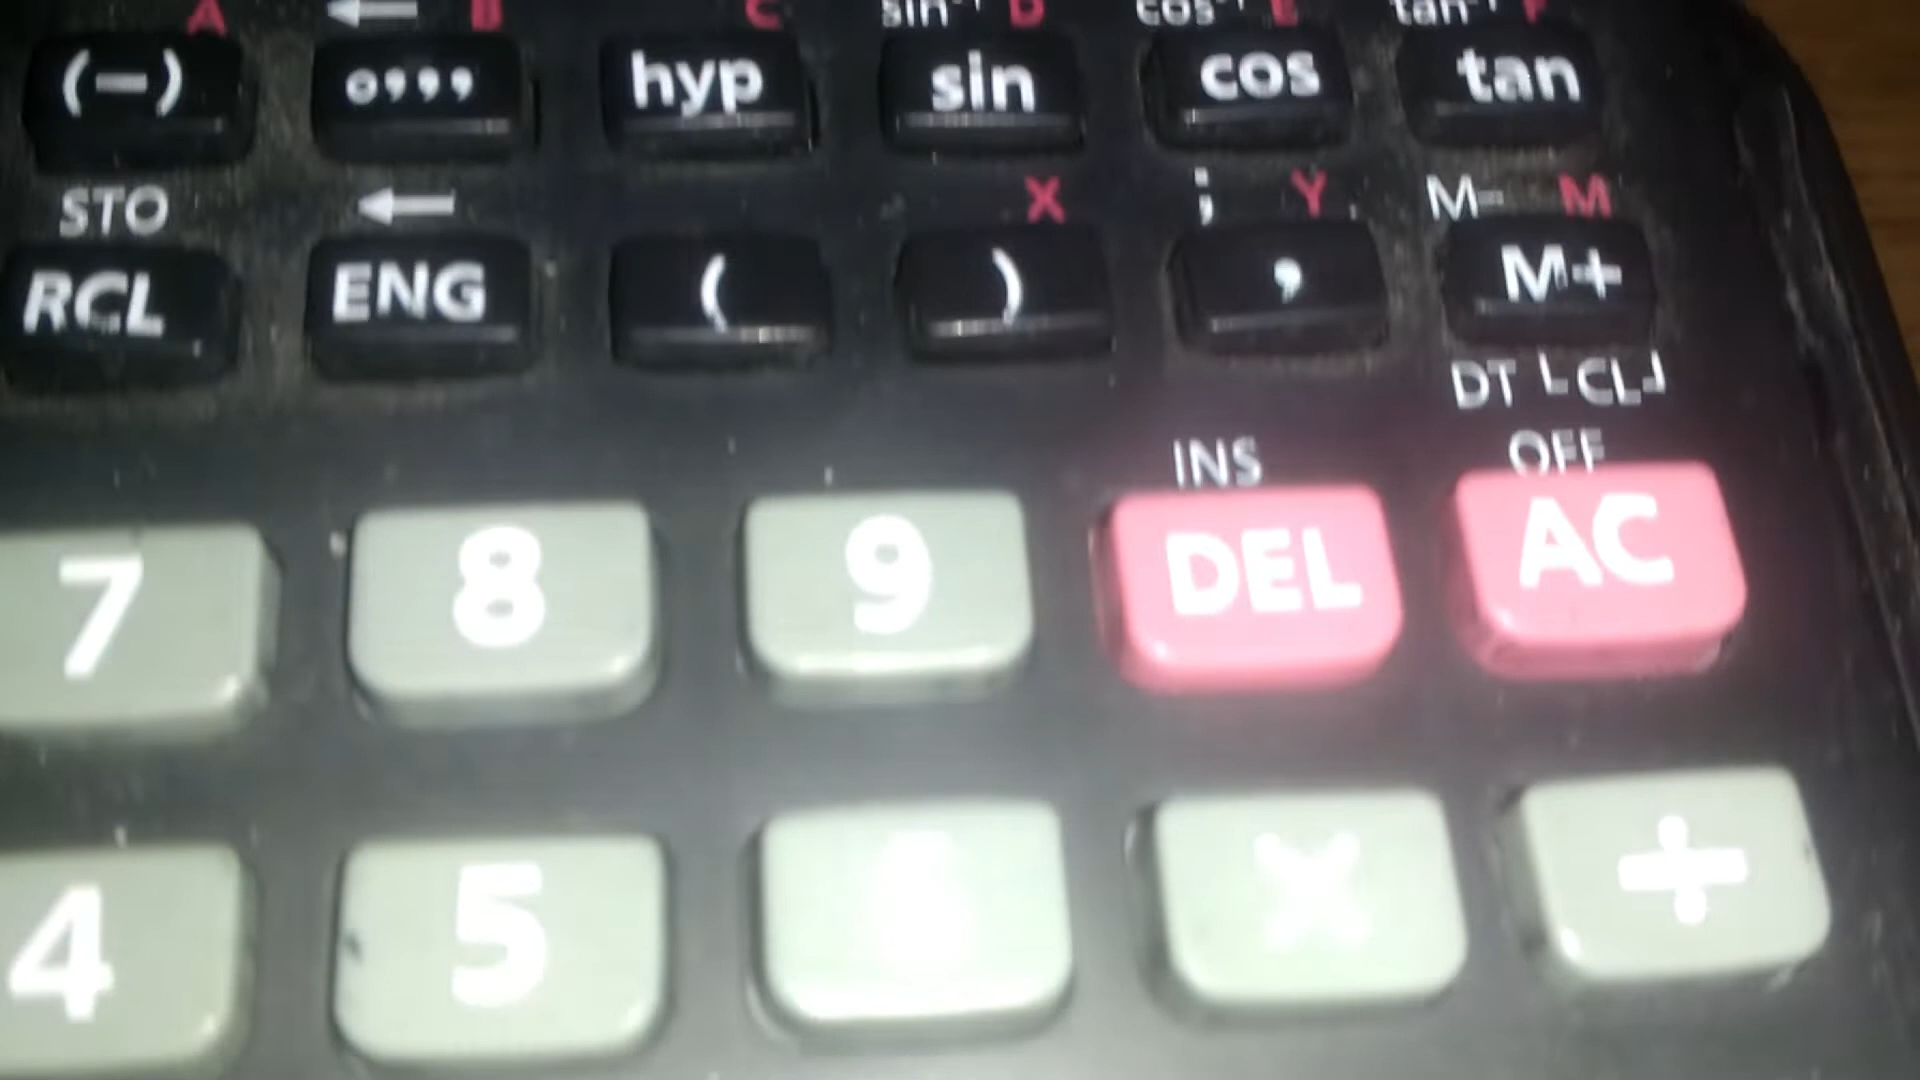 A ← B C sin⁻¹ D cos⁻¹ E tan⁻¹ F
(−) ०,,, hyp sin cos tan
STO ← X ; Y M− M
RCL ENG ( ) , M+
DT CL
INS OFF
7 8 9 DEL AC
4 5 × ÷